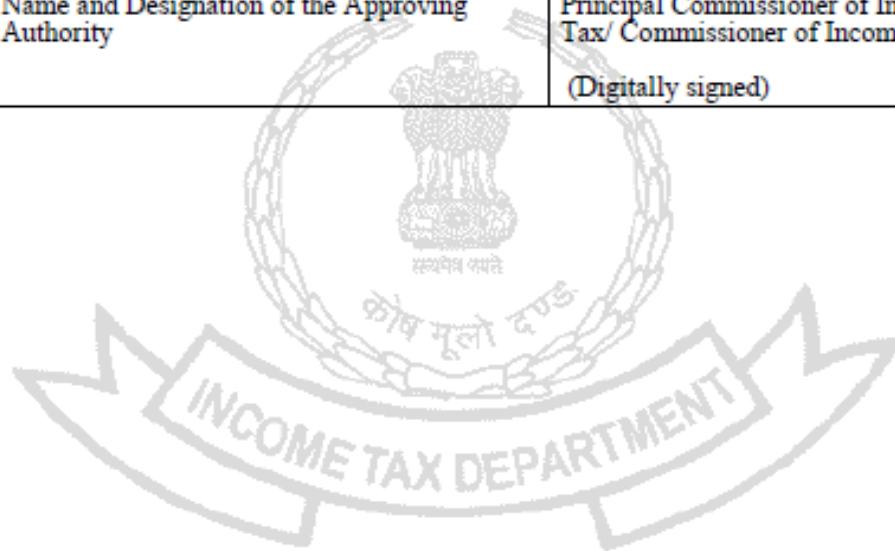 Name and Designation of the Approving
Authority
Principal Commissioner of In
Tax/ Commissioner of Incom
(Digitally signed)
सत्यमेव जयते
कोष मूलो दण्ड
INCOME TAX DEPARTMENT